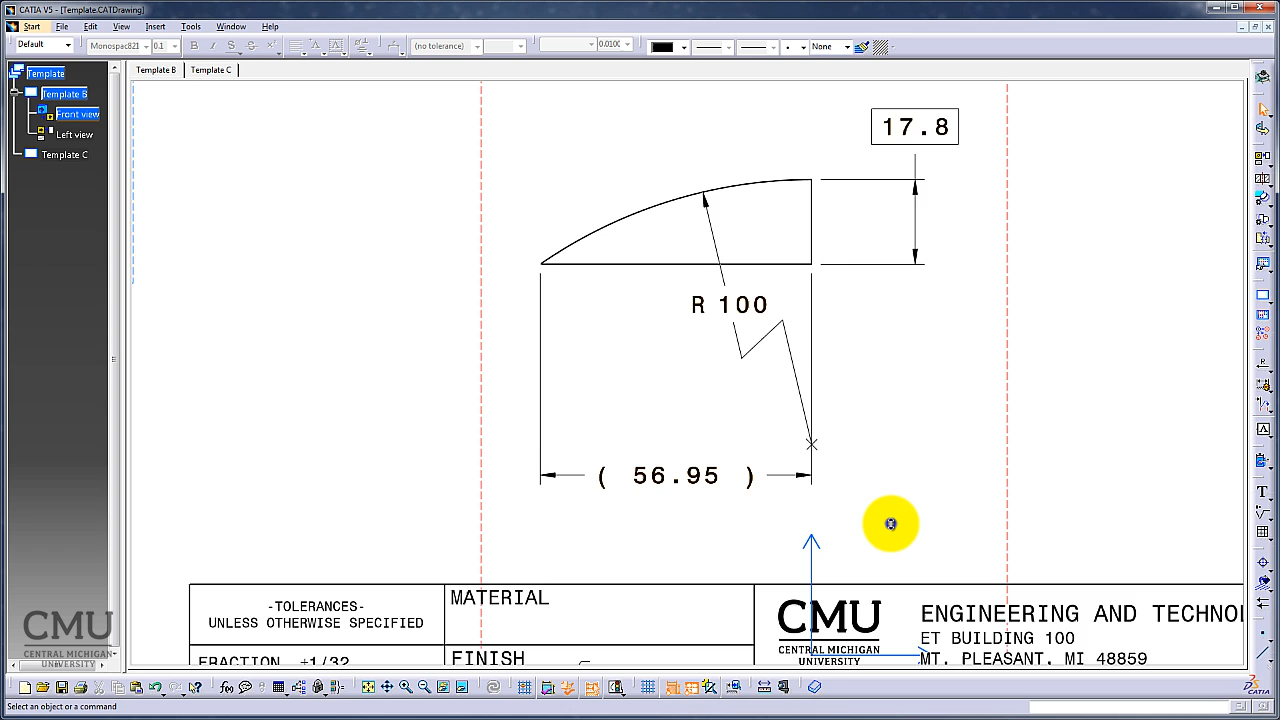 CATIA V5 - [Template.CATDrawing]
Start File Edit View Insert Tools Window Help
Default Monospac821 0.1 B I S (no tolerance) 0.0100 None
Template
Template B
Front view
Left view
Template C
Template B Template C
17.8
R 100
( 56.95 )
-TOLERANCES-
UNLESS OTHERWISE SPECIFIED
MATERIAL
FRACTION ±1/32
FINISH
CMU
CENTRAL MICHIGAN
UNIVERSITY
ENGINEERING AND TECHNO
ET BUILDING 100
MT. PLEASANT, MI 48859
CMU
CENTRAL MICHIGAN
UNIVERSITY
CATIA
Select an object or a command